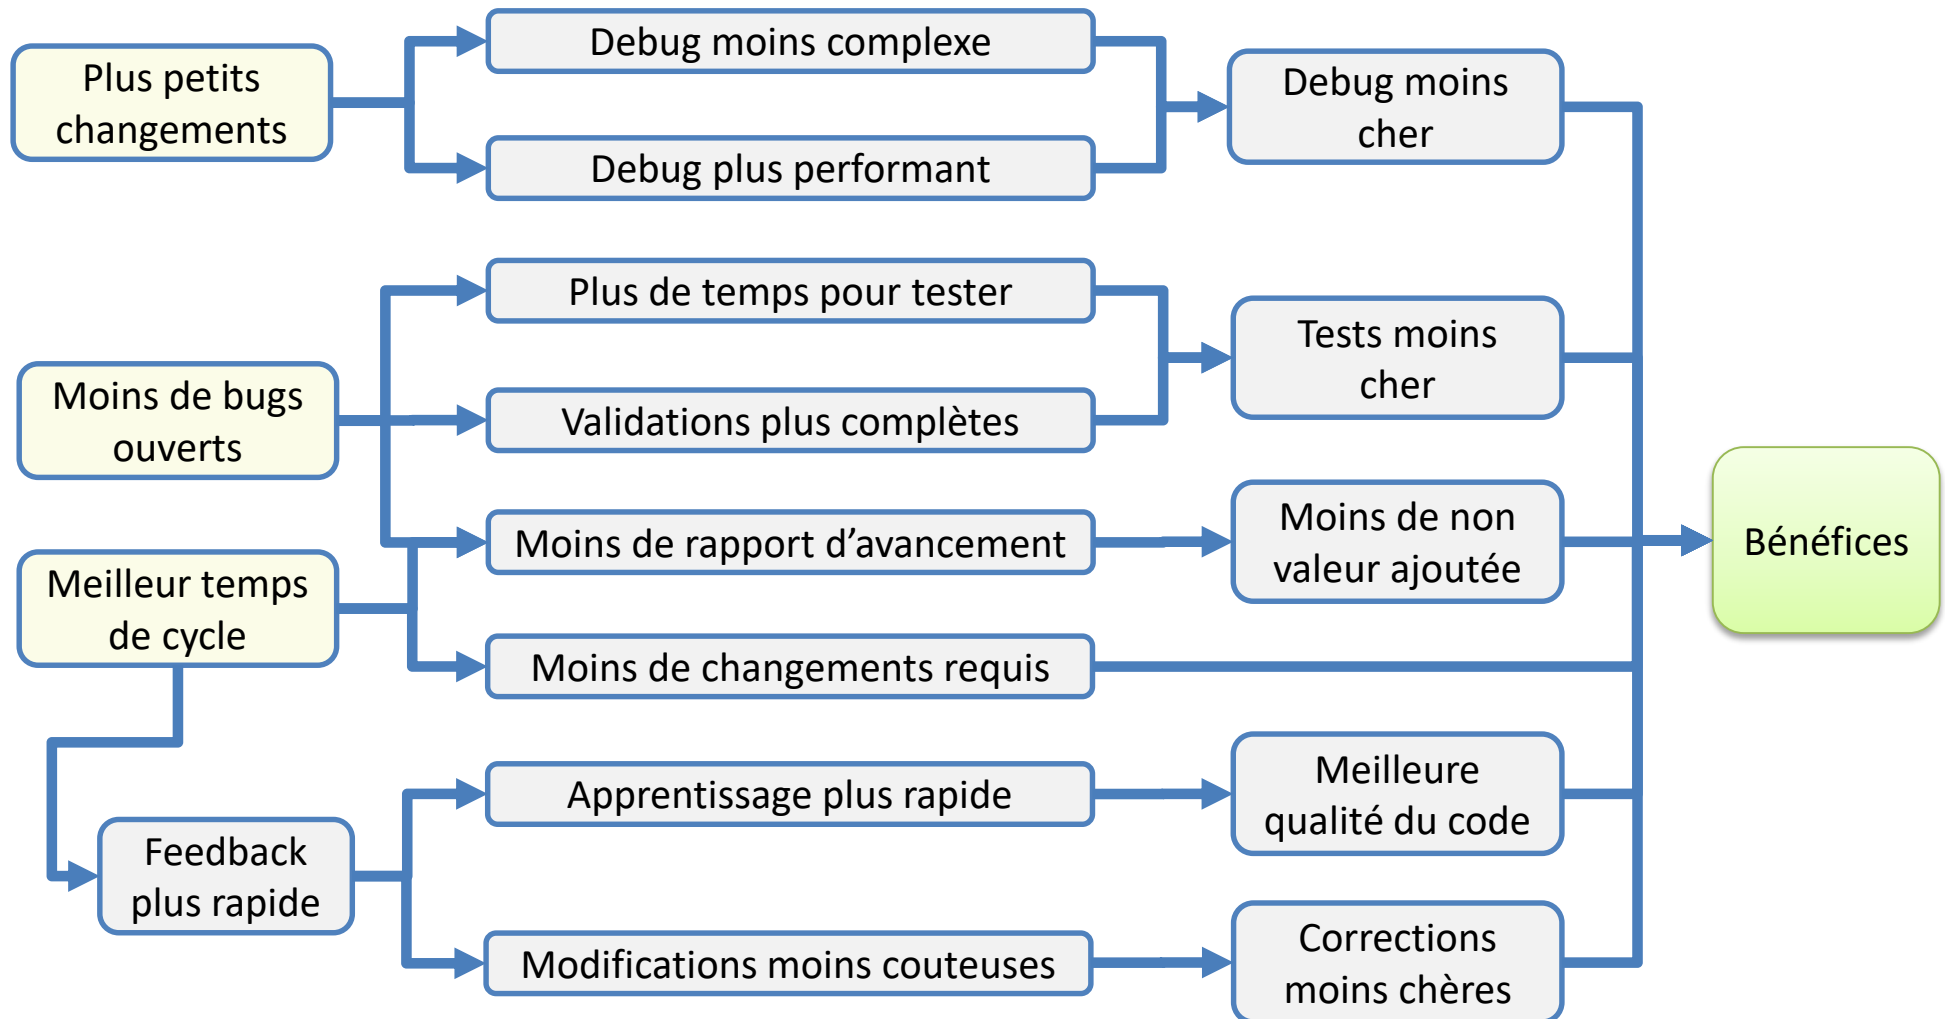 Plus petits
changements
Debug moins complexe
Debug plus performant
Debug moins
cher
Moins de bugs
ouverts
Plus de temps pour tester
Validations plus complètes
Tests moins
cher
Moins de rapport d’avancement
Moins de non
valeur ajoutée
Meilleur temps
de cycle
Moins de changements requis
Bénéfices
Feedback
plus rapide
Apprentissage plus rapide
Meilleure
qualité du code
Modifications moins couteuses
Corrections
moins chères